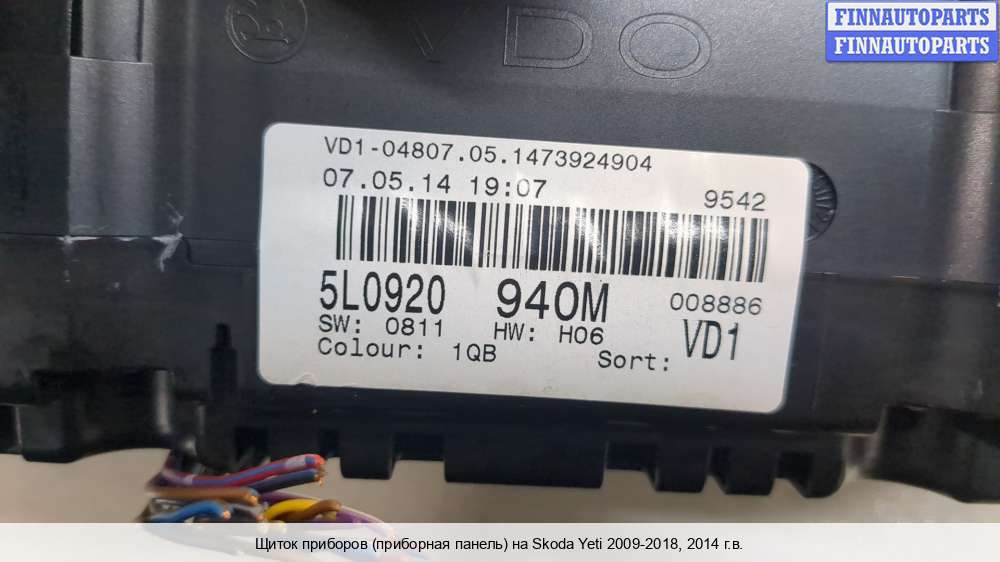 VDO
FINNAUTOPARTS
FINNAUTOPARTS
VD1-04807.05.1473924904
07.05.14 19:07
9542
5L0920 940M 008886
SW: 0811 HW: H06 VD1
Colour: 1QB Sort:
Щиток приборов (приборная панель) на Skoda Yeti 2009-2018, 2014 г.в.